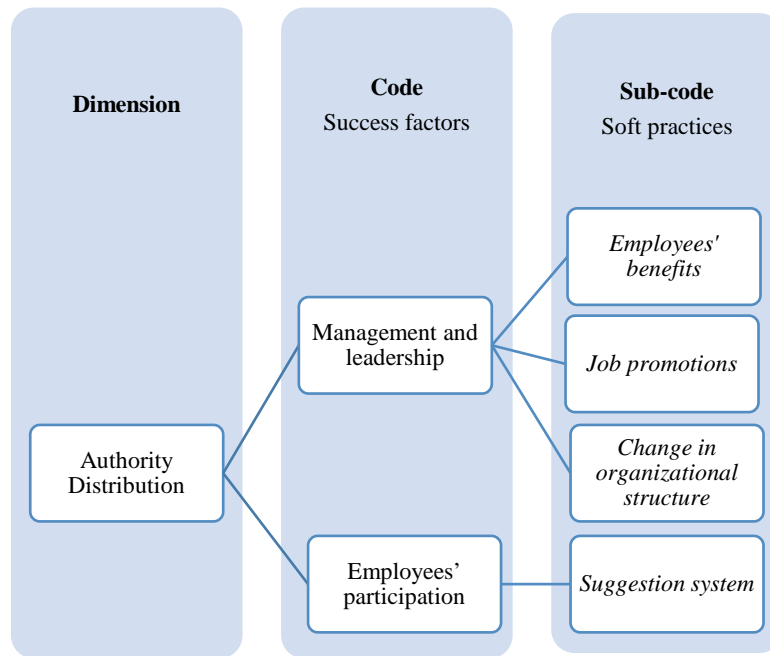 Dimension
Code
Success factors
Sub-code
Soft practices
Authority
Distribution
Management and
leadership
Employees’
participation
Employees'
benefits
Job promotions
Change in
organizational
structure
Suggestion system